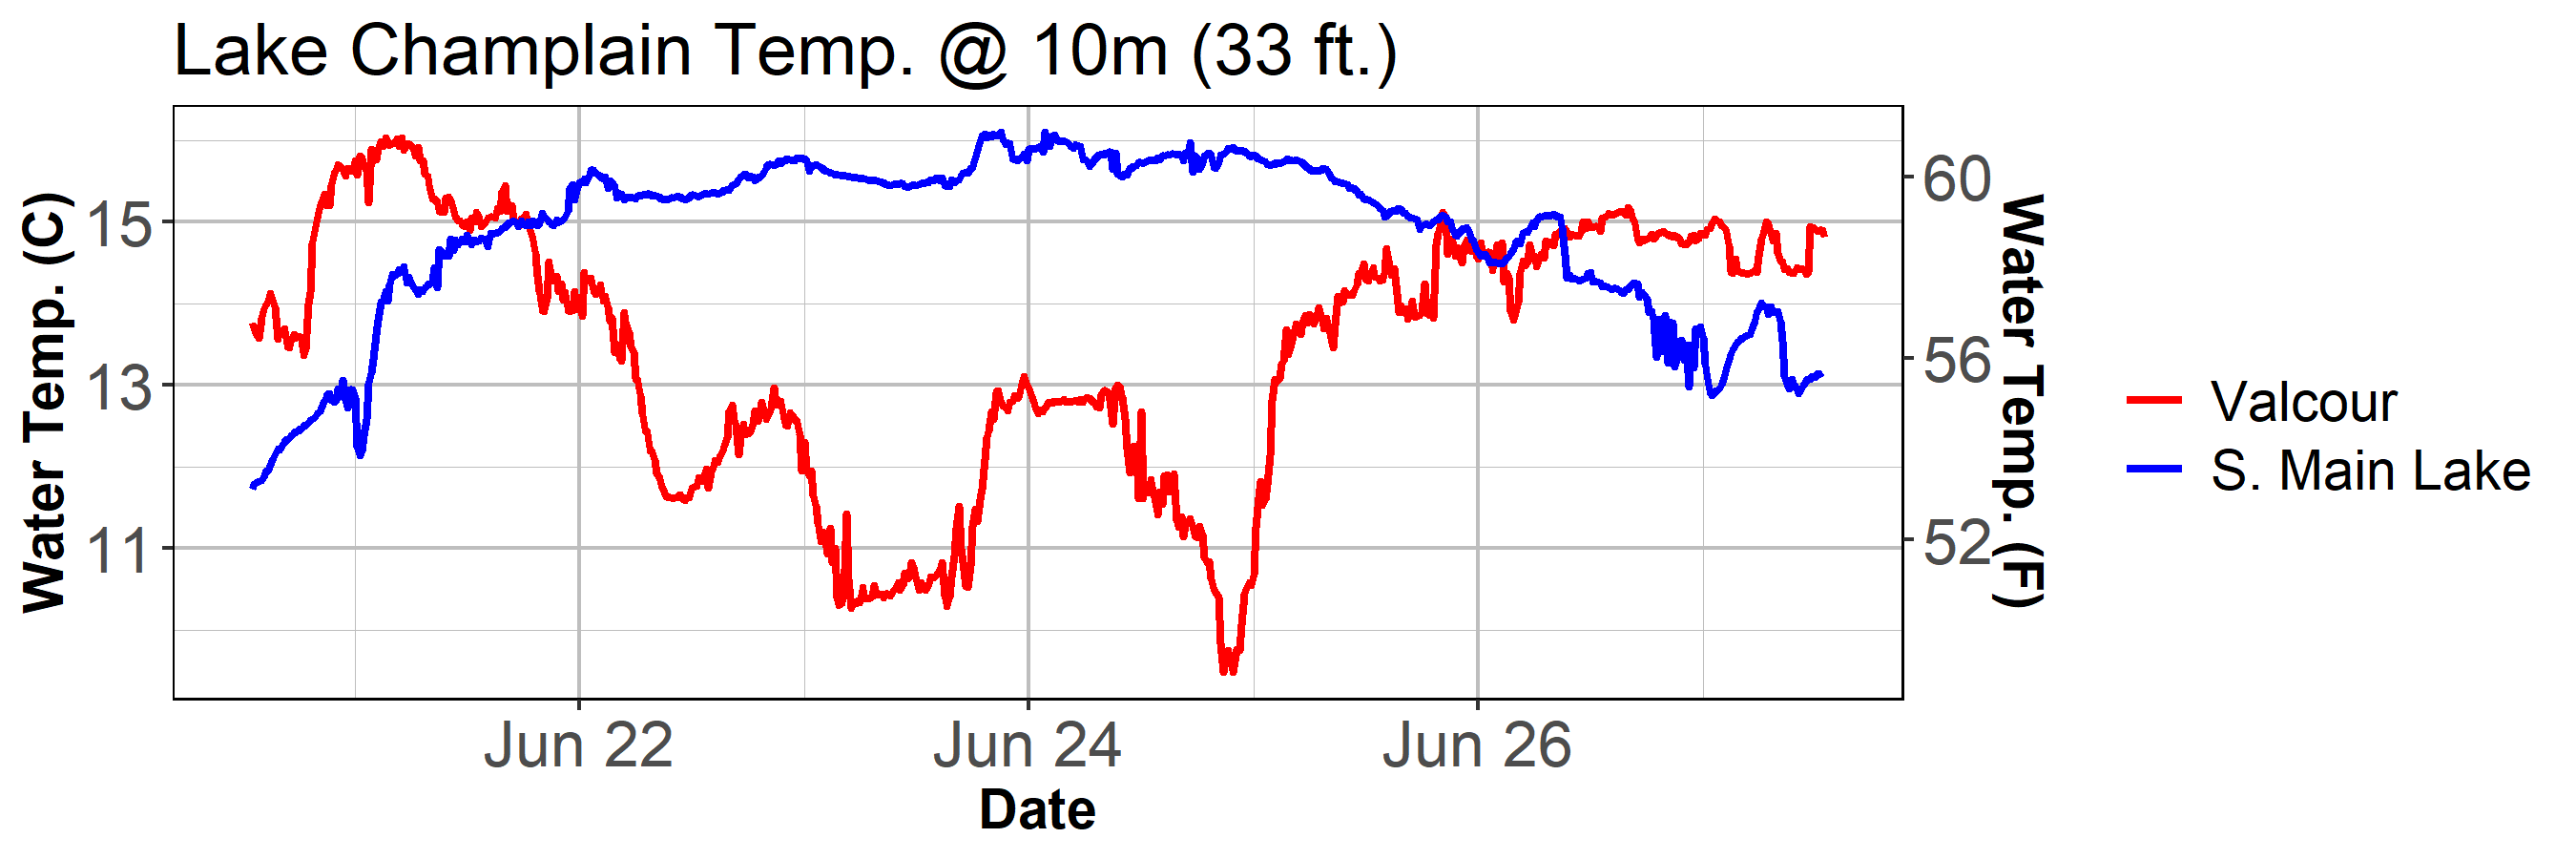 Lake Champlain Temp. @ 10m (33 ft.)
Water Temp. (C)
15
13
11
60
56
52
Water Temp. (F)
Jun 22
Jun 24
Jun 26
Date
Valcour
S. Main Lake